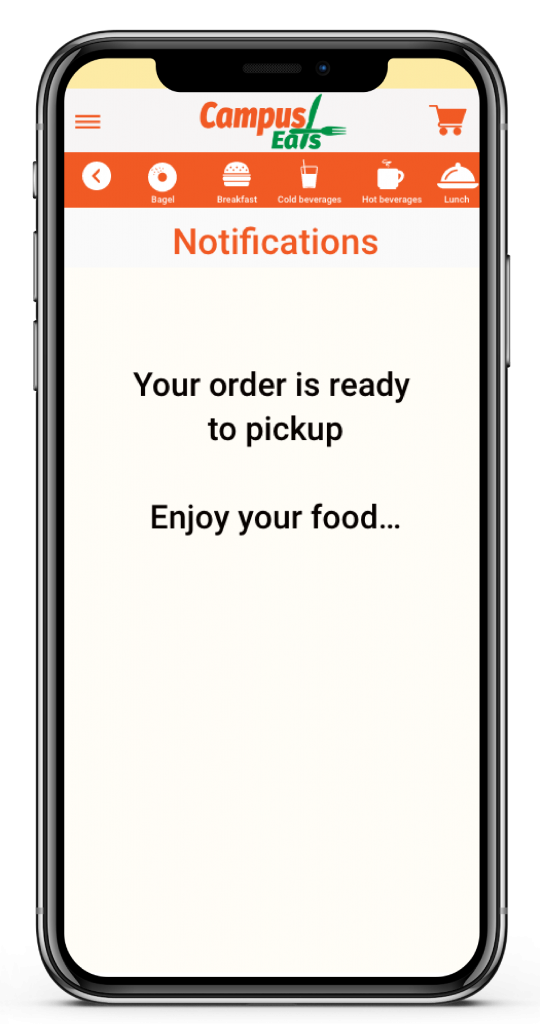 Campus
Eats
Bagel Breakfast Cold beverages Hot beverages Lunch
Notifications
Your order is ready
to pickup
Enjoy your food...